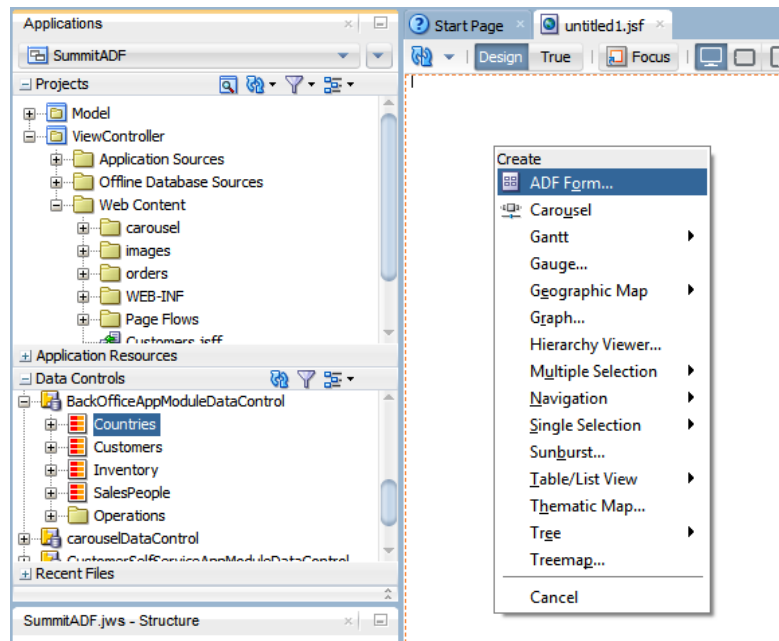 Applications
SummitADF
Projects
Model
ViewController
Application Sources
Offline Database Sources
Web Content
carousel
images
orders
WEB-INF
Page Flows
Customers.jsff
Application Resources
Data Controls
BackOfficeAppModuleDataControl
Countries
Customers
Inventory
SalesPeople
Operations
carouselDataControl
CustomerSelfServiceAppModuleDataControl
Recent Files
SummitADF.jws - Structure
Start Page
untitled1.jsf
Design
True
Focus
Create
ADF Form...
Carousel
Gantt
Gauge...
Geographic Map
Graph...
Hierarchy Viewer...
Multiple Selection
Navigation
Single Selection
Sunburst...
Table/List View
Thematic Map...
Tree
Treemap...
Cancel